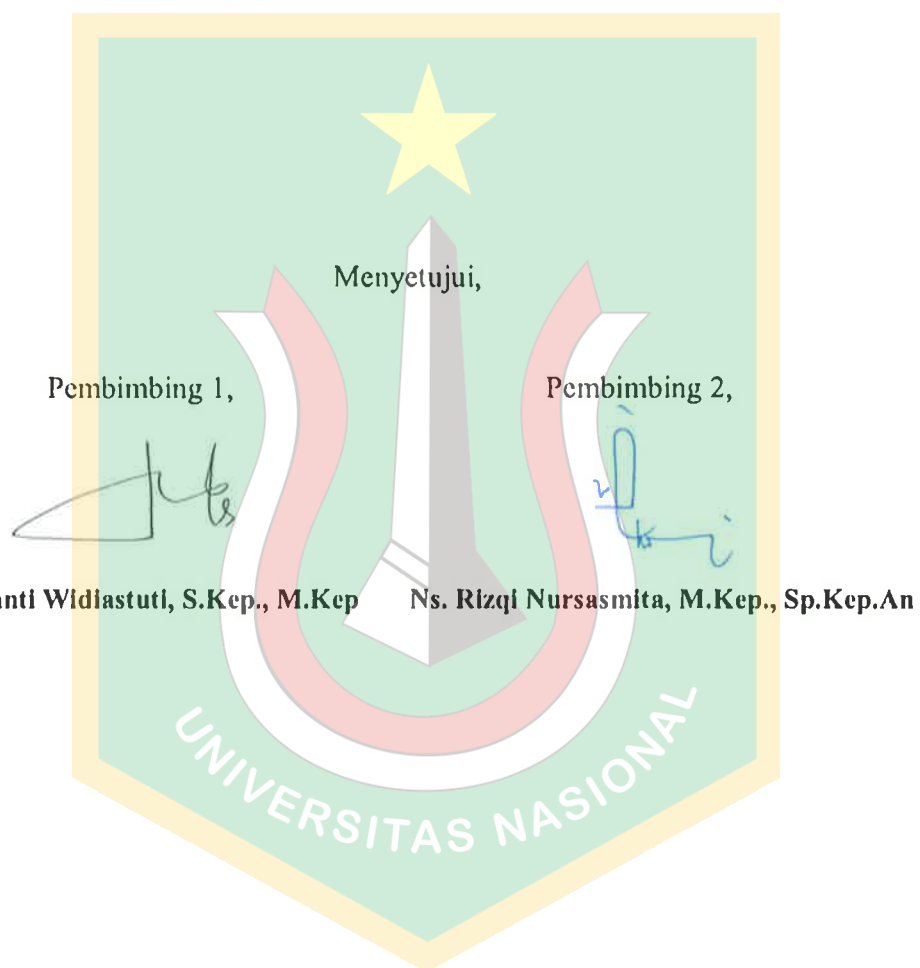 Menyetujui,
Pembimbing 1, Pembimbing 2,
anti Widiastuti, S.Kep., M.Kep Ns. Rizqi Nursasmita, M.Kep., Sp.Kep.An
UNIVERSITAS NASIONAL